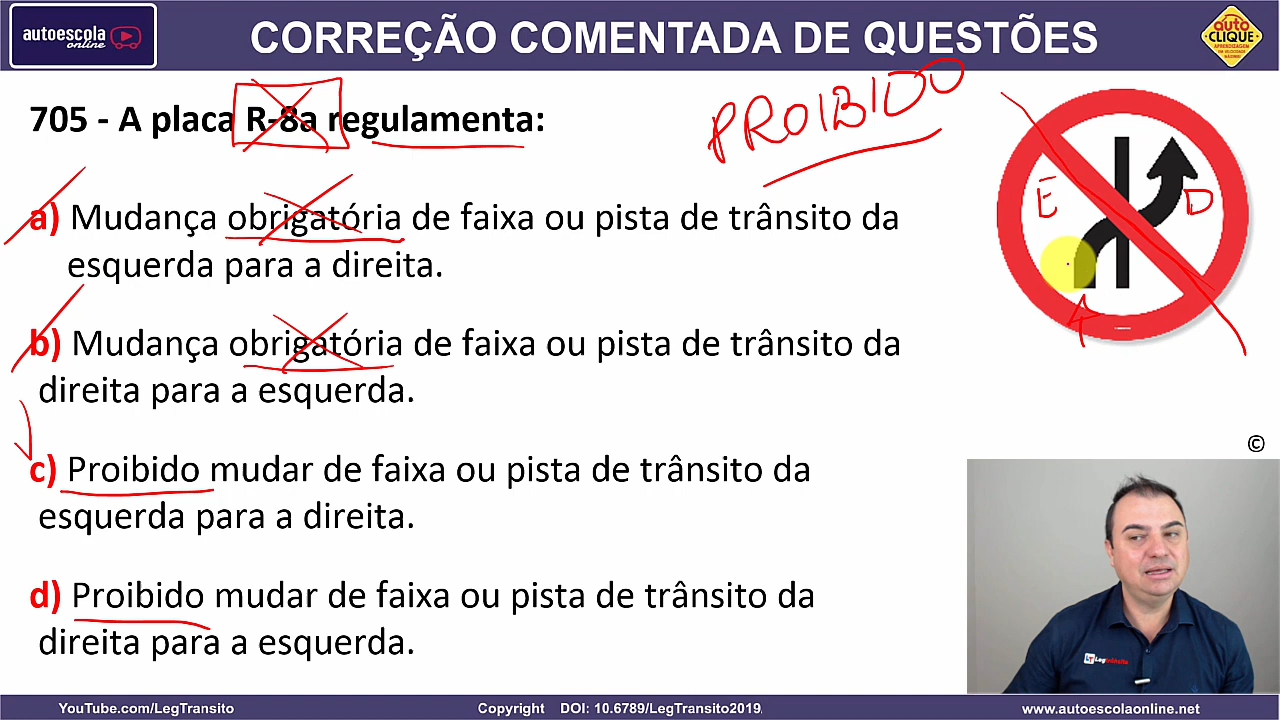 autoescola
online
CORREÇÃO COMENTADA DE QUESTÕES
auto
CLIQUE
705 - A placa R-8a regulamenta:
PROIBIDO
E
D
a) Mudança obrigatória de faixa ou pista de trânsito da
esquerda para a direita.
b) Mudança obrigatória de faixa ou pista de trânsito da
direita para a esquerda.
c) Proibido mudar de faixa ou pista de trânsito da
esquerda para a direita.
d) Proibido mudar de faixa ou pista de trânsito da
direita para a esquerda.
©
LT Legtrânsito
YouTube.com/LegTransito
Copyright DOI: 10.6789/LegTransito2019
www.autoescolaonline.net